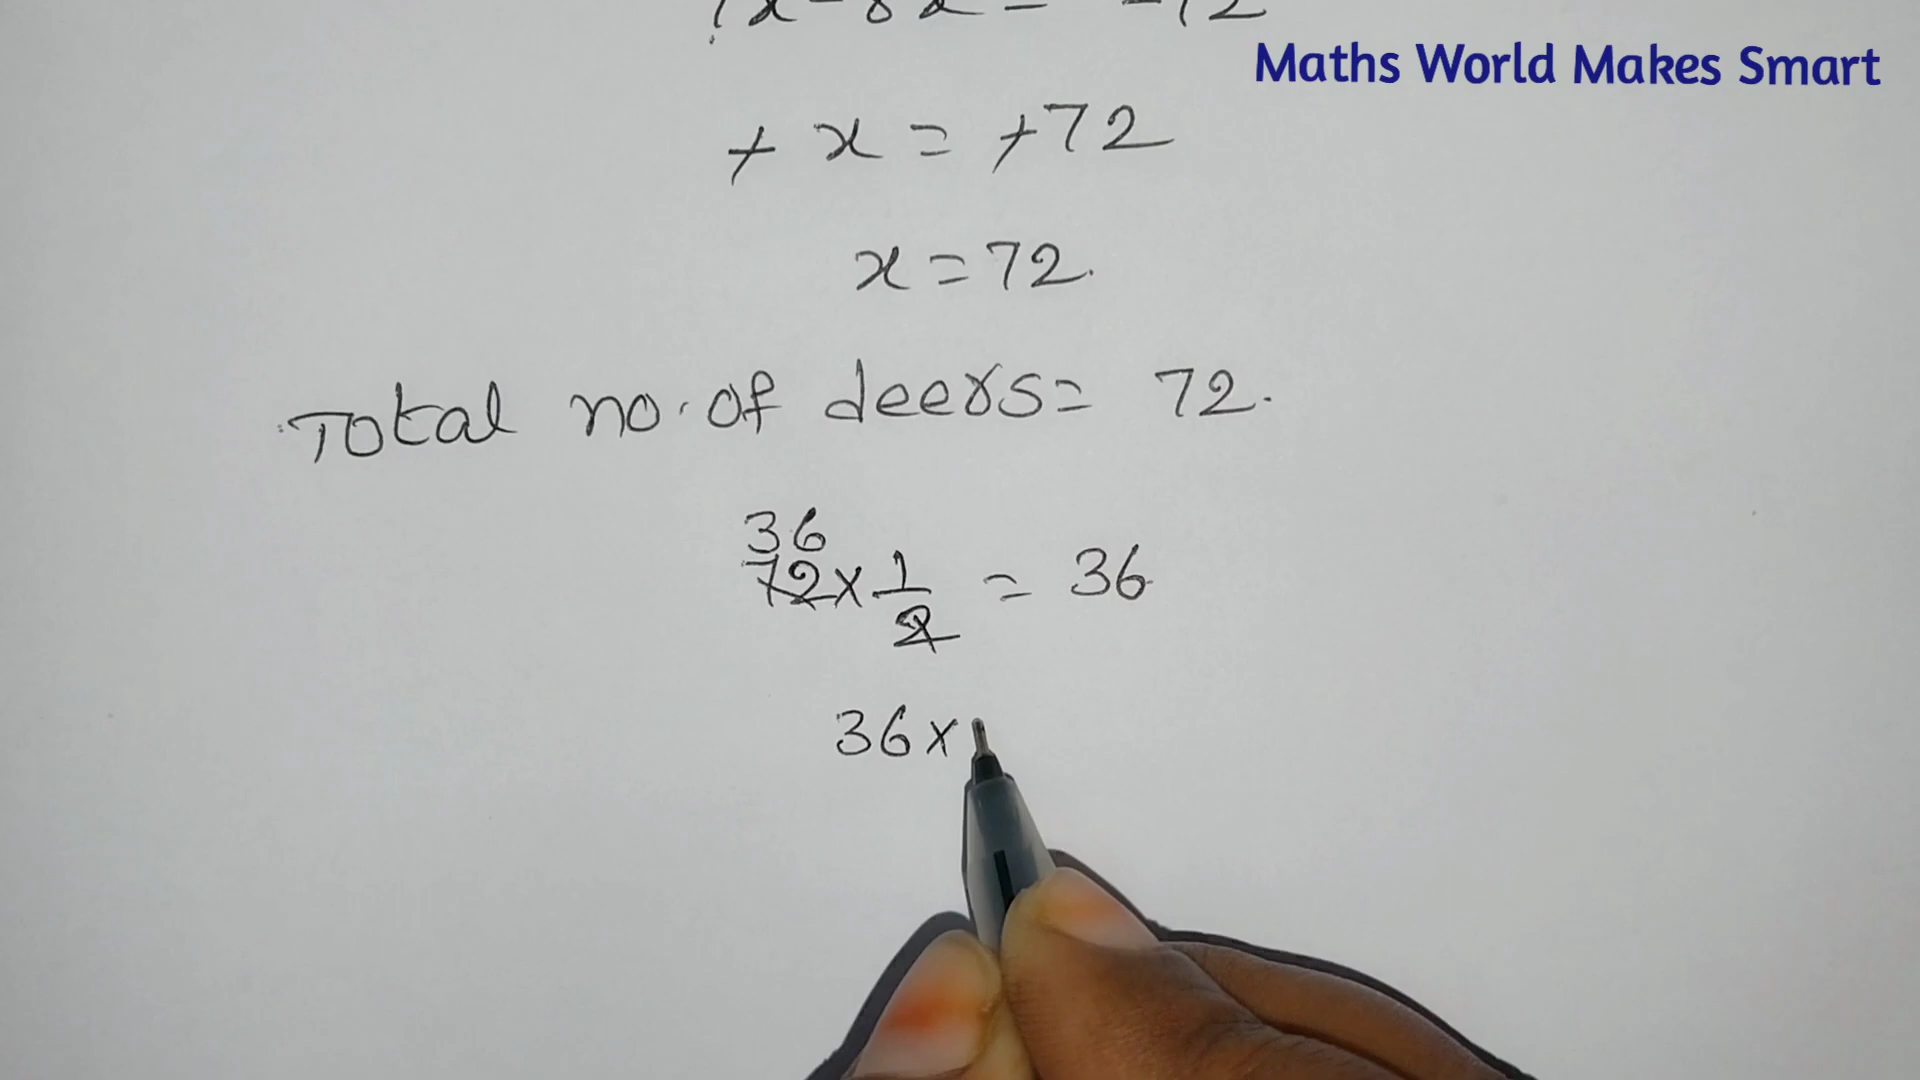 Maths World Makes Smart
+ x = +72
x = 72.
Total no. of deers = 72.
36
72 × 1/2 = 36
36 ×